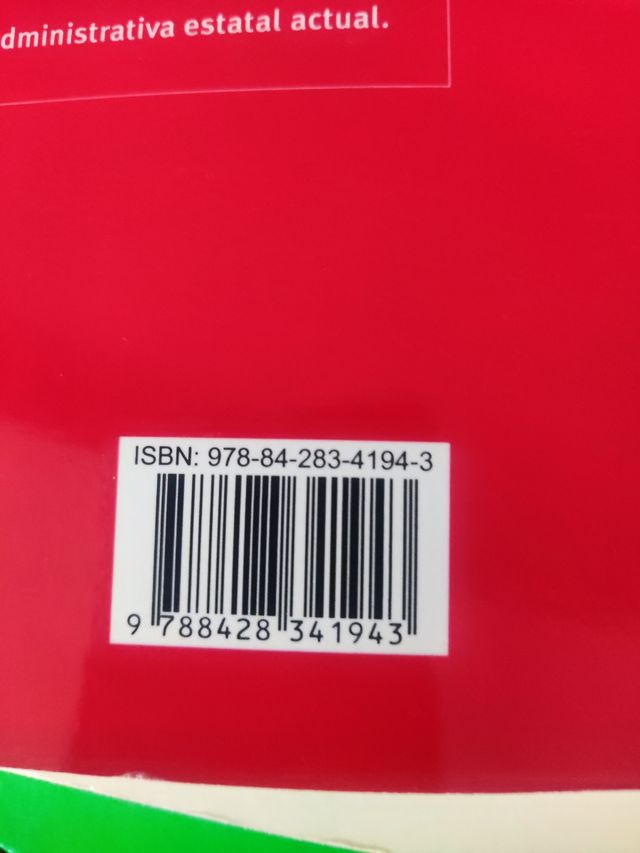 dministrativa estatal actual.
ISBN: 978-84-283-4194-3
9 788428 341943